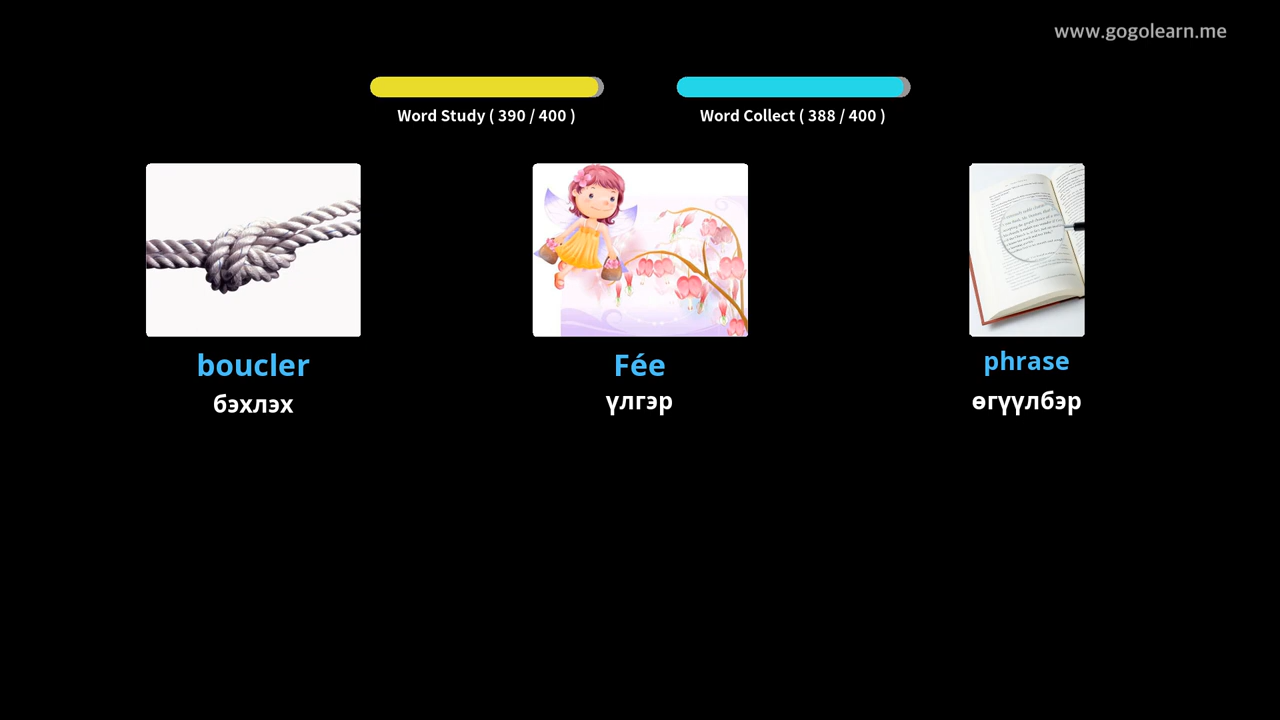 www.gogolearn.me
Word Study ( 390 / 400 )
Word Collect ( 388 / 400 )
boucler
бэхлэх
Fée
үлгэр
phrase
өгүүлбэр